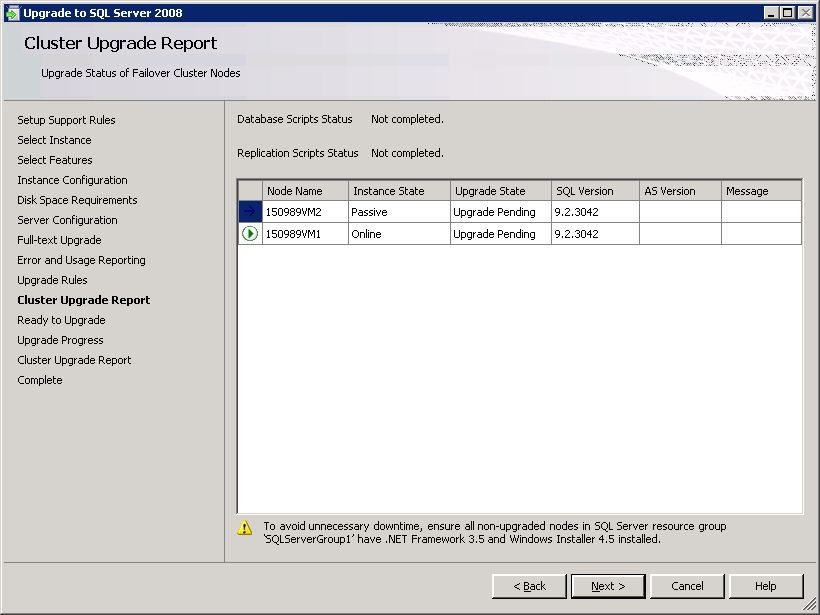 Upgrade to SQL Server 2008
Cluster Upgrade Report
Upgrade Status of Failover Cluster Nodes
Setup Support Rules
Select Instance
Select Features
Instance Configuration
Disk Space Requirements
Server Configuration
Full-text Upgrade
Error and Usage Reporting
Upgrade Rules
Cluster Upgrade Report
Ready to Upgrade
Upgrade Progress
Cluster Upgrade Report
Complete
Database Scripts Status Not completed.
Replication Scripts Status Not completed.
Node Name Instance State Upgrade State SQL Version AS Version Message
150989VM2 Passive Upgrade Pending 9.2.3042
150989VM1 Online Upgrade Pending 9.2.3042
To avoid unnecessary downtime, ensure all non-upgraded nodes in SQL Server resource group
'SQLServerGroup1' have .NET Framework 3.5 and Windows Installer 4.5 installed.
< Back Next > Cancel Help